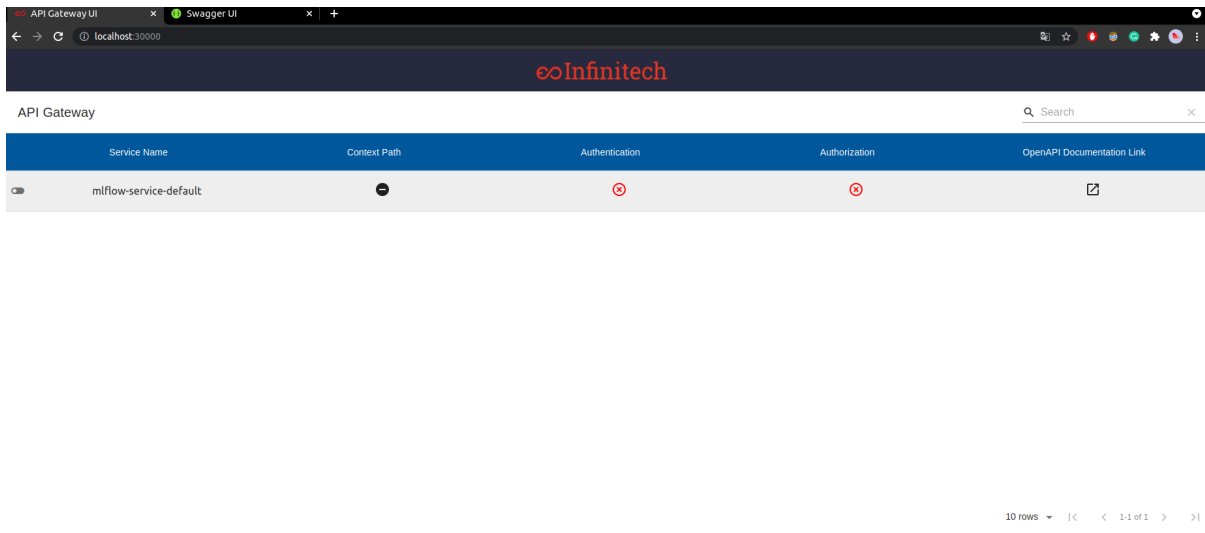 API Gateway UI
Swagger UI
localhost:30000
Infinitech
API Gateway
Search
Service Name Context Path Authentication Authorization OpenAPI Documentation Link
mlflow-service-default
10 rows 1-1 of 1